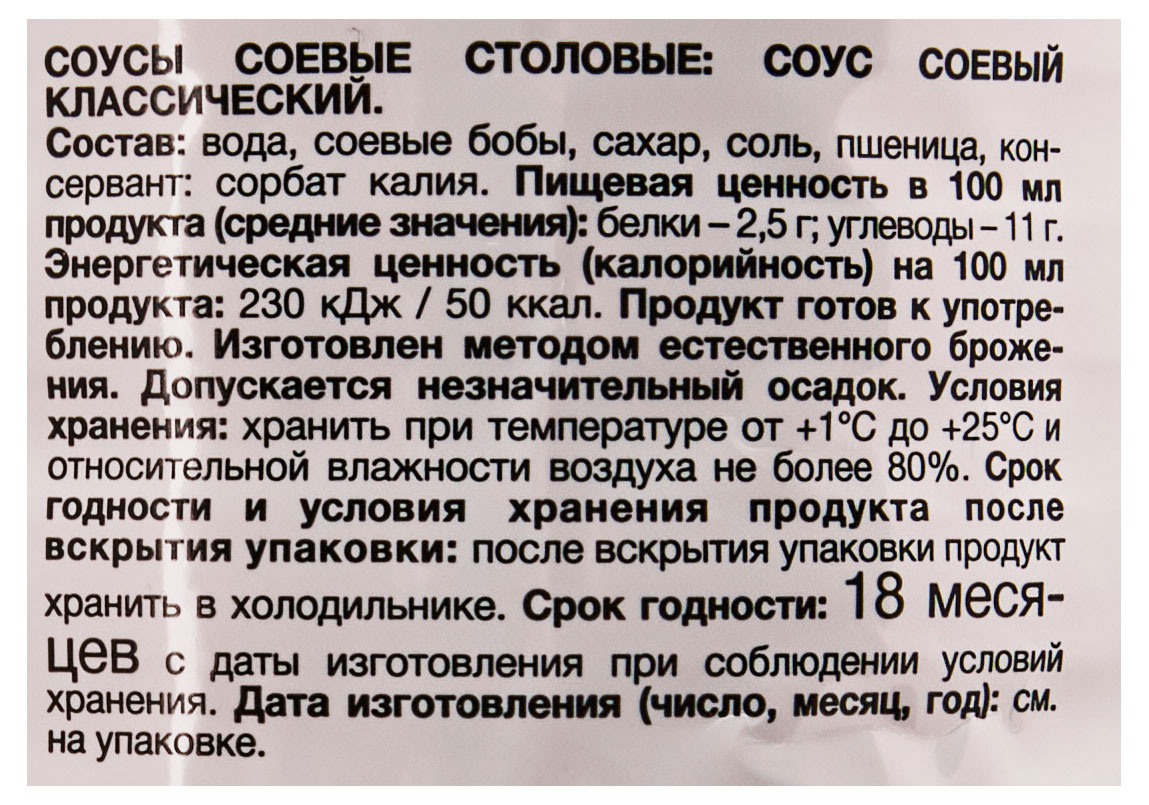 СОУСЫ СОЕВЫЕ СТОЛОВЫЕ: СОУС СОЕВЫЙ
КЛАССИЧЕСКИЙ.
Состав: вода, соевые бобы, сахар, соль, пшеница, кон-
сервант: сорбат калия. Пищевая ценность в 100 мл
продукта (средние значения): белки – 2,5 г; углеводы – 11 г.
Энергетическая ценность (калорийность) на 100 мл
продукта: 230 кДж / 50 ккал. Продукт готов к употре-
блению. Изготовлен методом естественного броже-
ния. Допускается незначительный осадок. Условия
хранения: хранить при температуре от +1°С до +25°С и
относительной влажности воздуха не более 80%. Срок
годности и условия хранения продукта после
вскрытия упаковки: после вскрытия упаковки продукт
хранить в холодильнике. Срок годности: 18 меся-
цев с даты изготовления при соблюдении условий
хранения. Дата изготовления (число, месяц, год): см.
на упаковке.